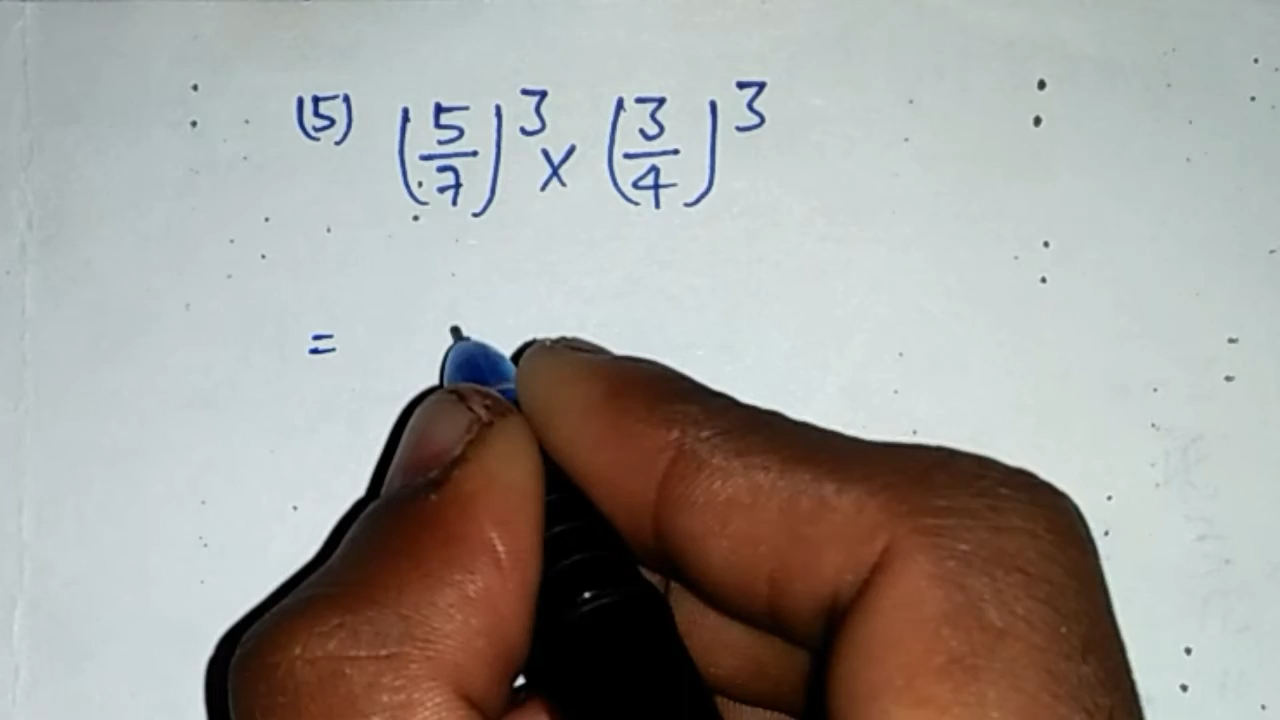 (5) (5/7)³ × (3/4)³
=